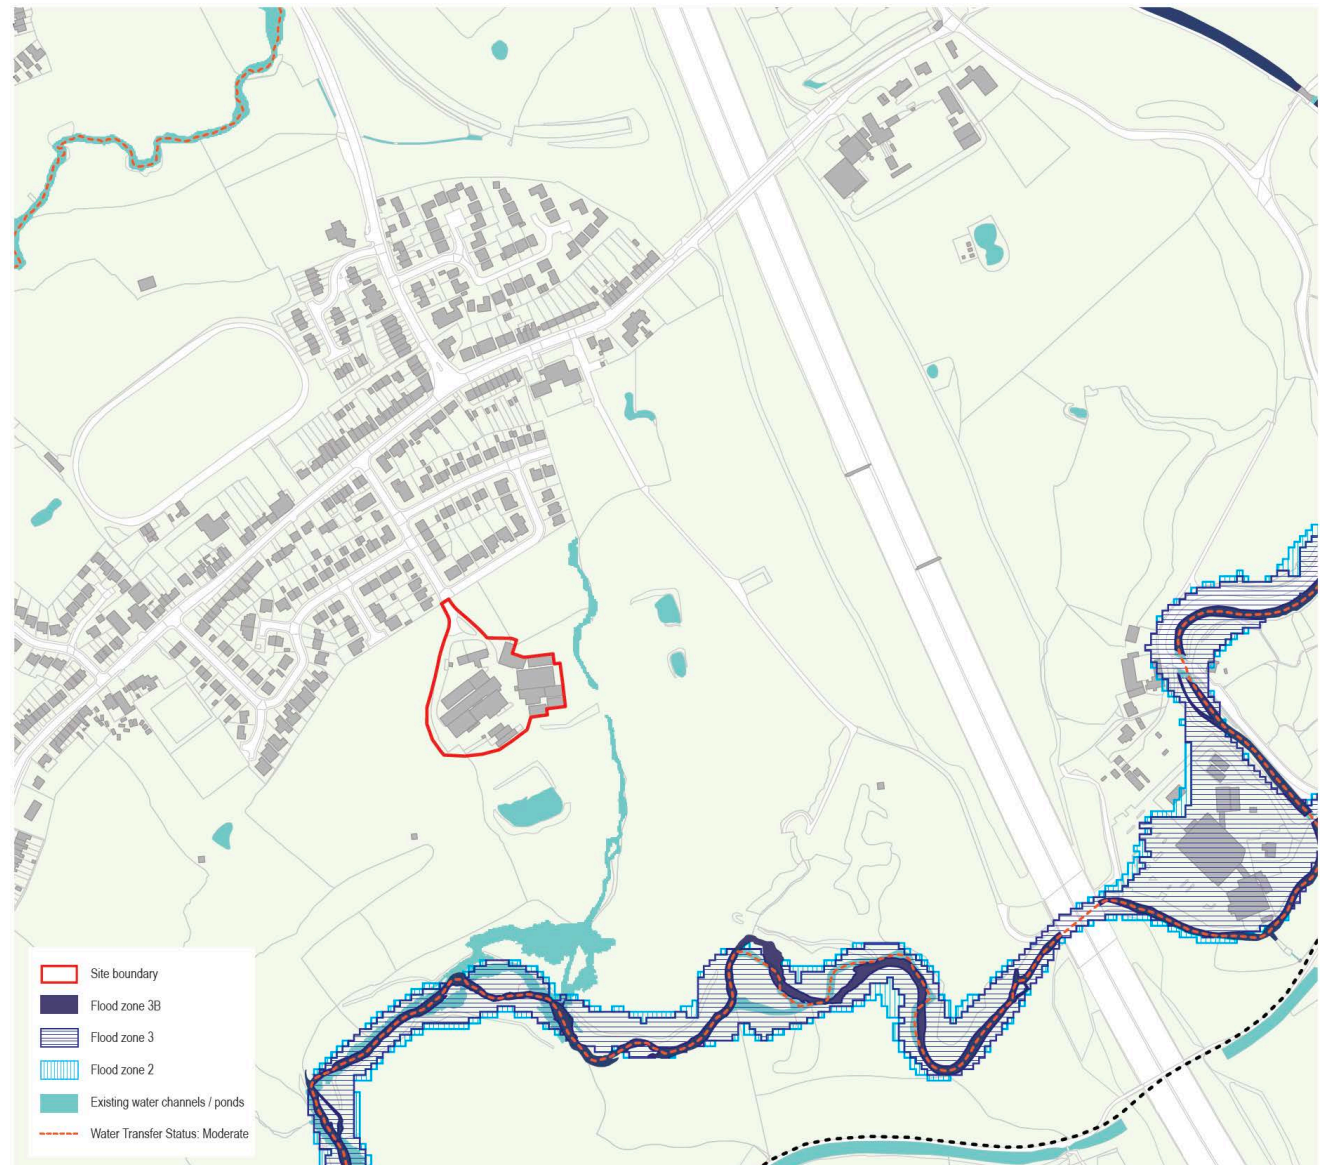 Site boundary
Flood zone 3B
Flood zone 3
Flood zone 2
Existing water channels / ponds
Water Transfer Status: Moderate